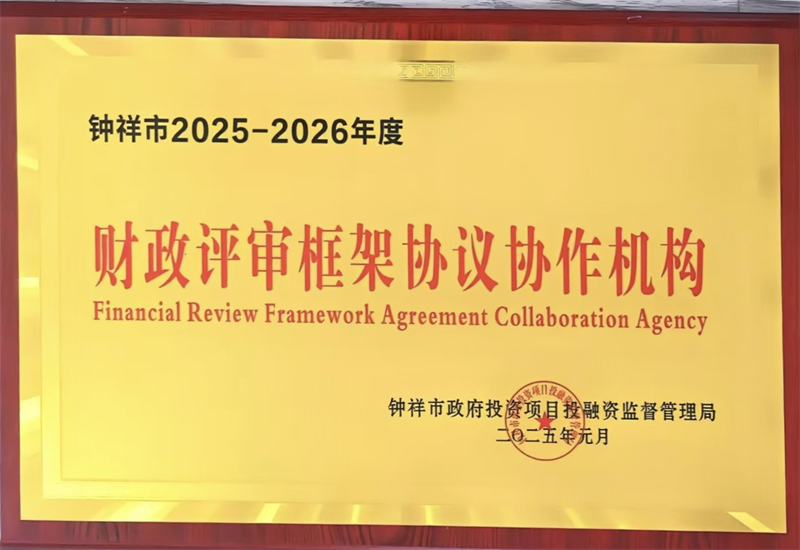 钟祥市2025-2026年度
财政评审框架协议协作机构
Financial Review Framework Agreement Collaboration Agency
钟祥市政府投资项目投融资监督管理局
二〇二五年元月